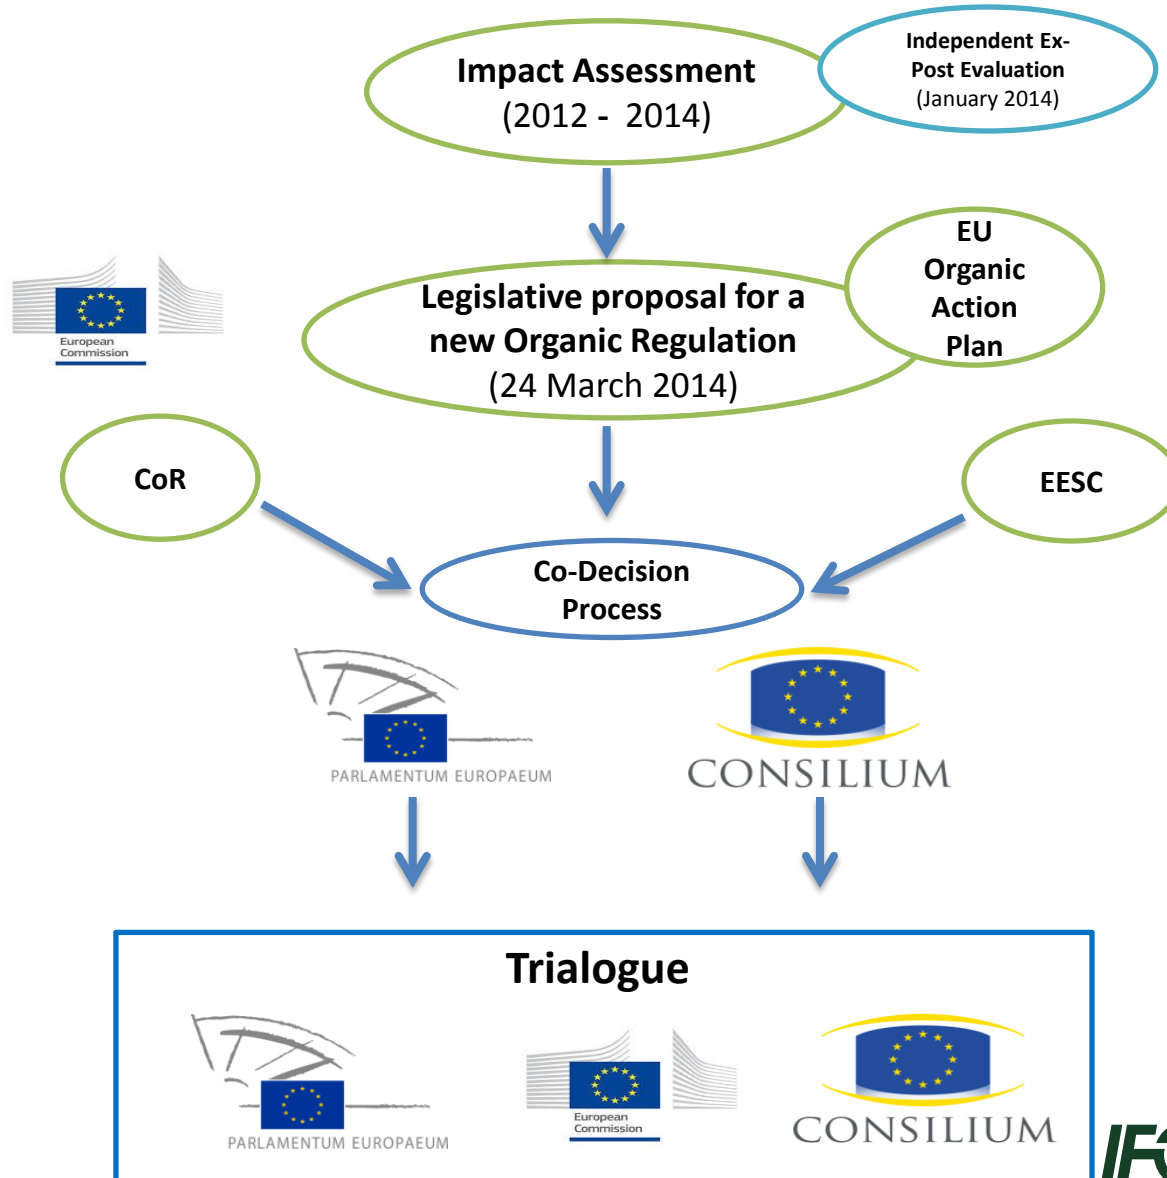 Impact Assessment
(2012 - 2014)
Independent Ex-
Post Evaluation
(January 2014)
EU
Organic
Action
Plan
Legislative proposal for a
new Organic Regulation
(24 March 2014)
European
Commission
CoR
EESC
Co-Decision
Process
PARLAMENTUM EUROPAEUM
CONSILIUM
Trialogue
PARLAMENTUM EUROPAEUM
European
Commission
CONSILIUM